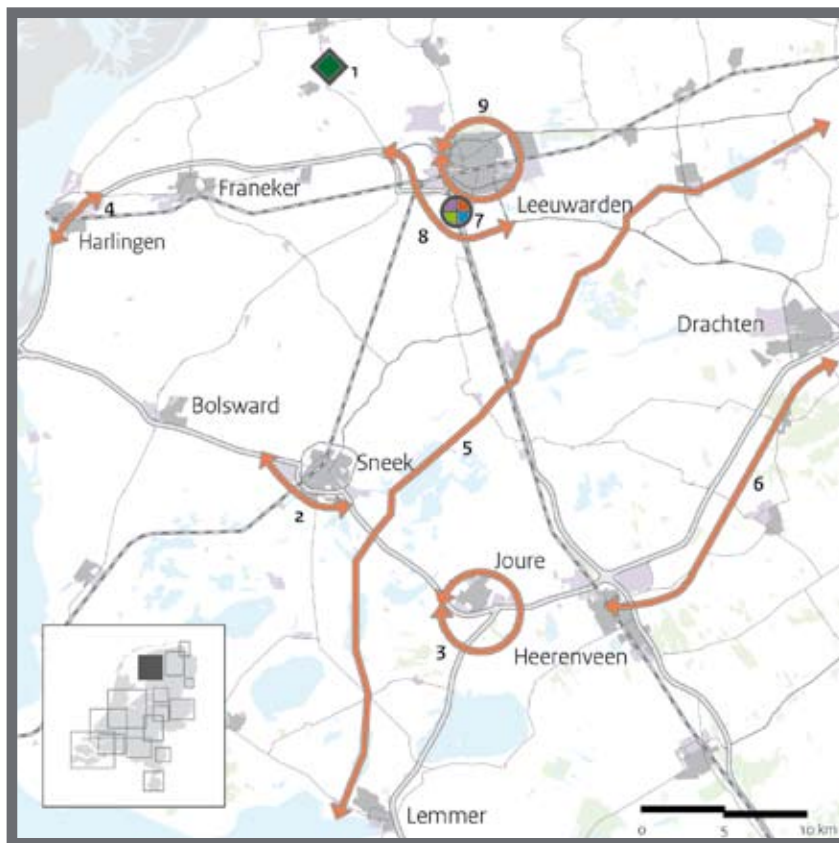 1
9
Franeker
4
Harlingen
Leeuwarden
7
8
Drachten
Bolsward
5
Sneek
6
2
Joure
3
Heerenveen
Lemmer
0 5 10 km